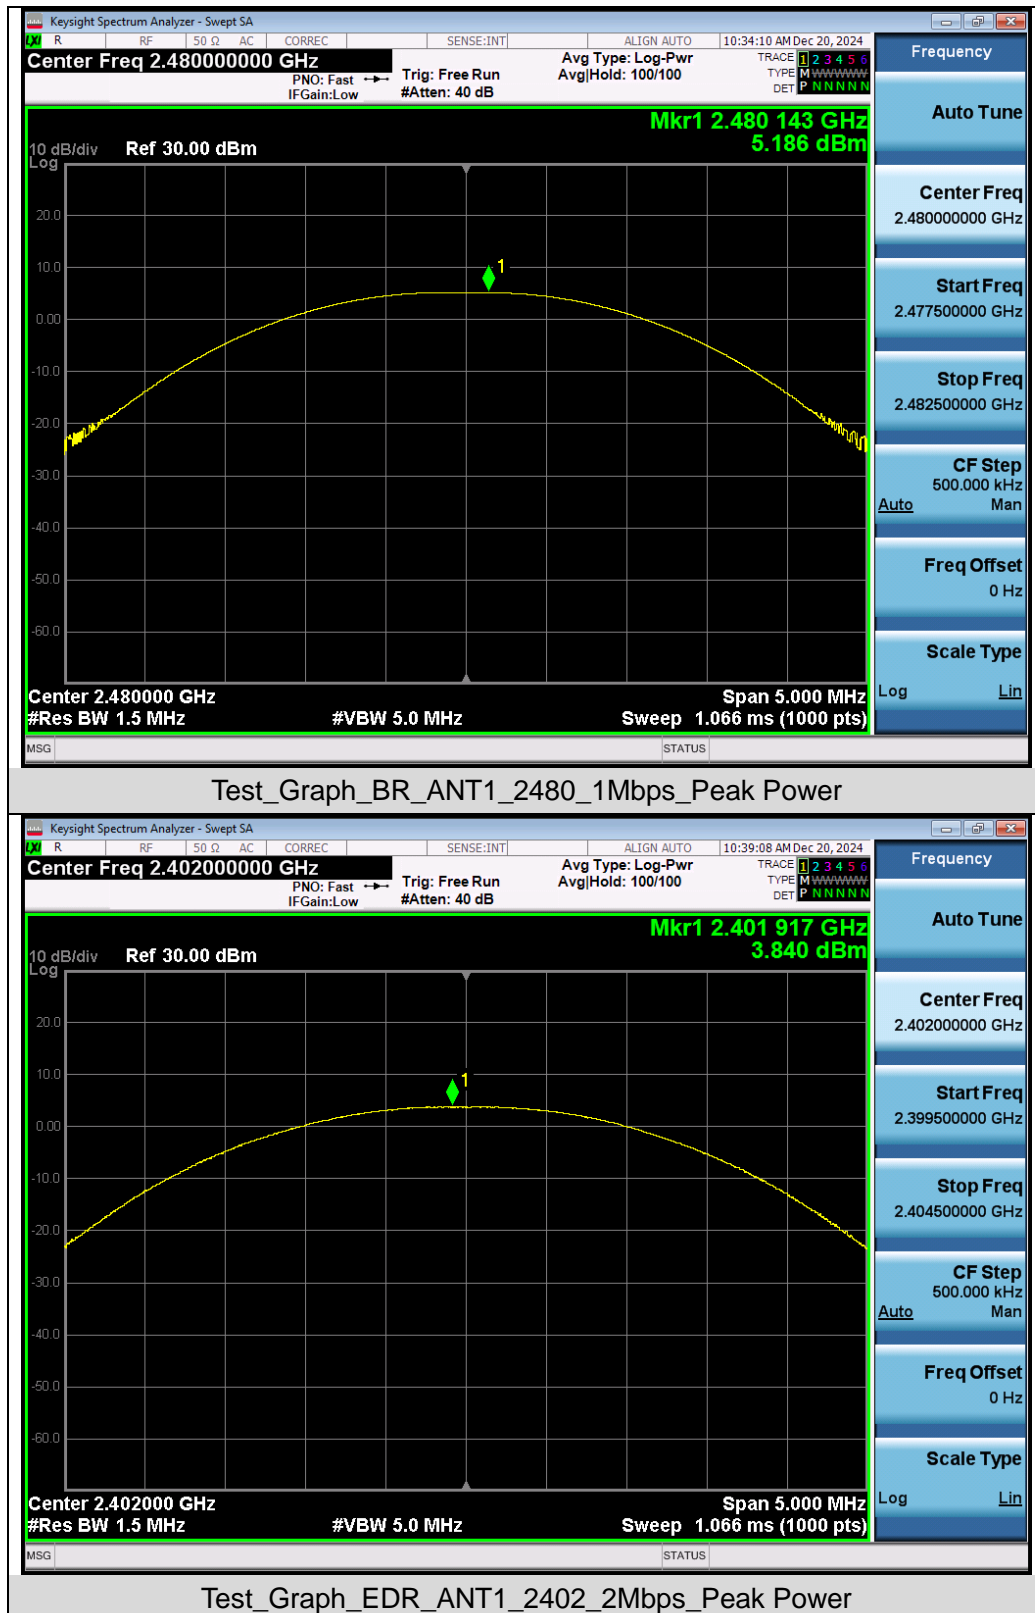 Keysight Spectrum Analyzer - Swept SA
LXI R RF 50 Ω AC CORREC SENSE:INT ALIGN AUTO 10:34:10 AM Dec 20, 2024
Center Freq 2.480000000 GHz
PNO: Fast
IFGain:Low
Trig: Free Run
#Atten: 40 dB
Avg Type: Log-Pwr
Avg|Hold: 100/100
TRACE 1 2 3 4 5 6
TYPE M WWWWW
DET P N N N N N
Mkr1 2.480 143 GHz
5.186 dBm
10 dB/div Ref 30.00 dBm
Log
20.0
10.0
1
0.00
-10.0
-20.0
-30.0
-40.0
-50.0
-60.0
Center 2.480000 GHz Span 5.000 MHz
#Res BW 1.5 MHz #VBW 5.0 MHz Sweep 1.066 ms (1000 pts)
MSG STATUS
Frequency
Auto Tune
Center Freq
2.480000000 GHz
Start Freq
2.477500000 GHz
Stop Freq
2.482500000 GHz
CF Step
500.000 kHz
Auto Man
Freq Offset
0 Hz
Scale Type
Log Lin
Test_Graph_BR_ANT1_2480_1Mbps_Peak Power
Keysight Spectrum Analyzer - Swept SA
LXI R RF 50 Ω AC CORREC SENSE:INT ALIGN AUTO 10:39:08 AM Dec 20, 2024
Center Freq 2.402000000 GHz
PNO: Fast
IFGain:Low
Trig: Free Run
#Atten: 40 dB
Avg Type: Log-Pwr
Avg|Hold: 100/100
TRACE 1 2 3 4 5 6
TYPE M WWWWW
DET P N N N N N
Mkr1 2.401 917 GHz
3.840 dBm
10 dB/div Ref 30.00 dBm
Log
20.0
10.0
1
0.00
-10.0
-20.0
-30.0
-40.0
-50.0
-60.0
Center 2.402000 GHz Span 5.000 MHz
#Res BW 1.5 MHz #VBW 5.0 MHz Sweep 1.066 ms (1000 pts)
MSG STATUS
Frequency
Auto Tune
Center Freq
2.402000000 GHz
Start Freq
2.399500000 GHz
Stop Freq
2.404500000 GHz
CF Step
500.000 kHz
Auto Man
Freq Offset
0 Hz
Scale Type
Log Lin
Test_Graph_EDR_ANT1_2402_2Mbps_Peak Power